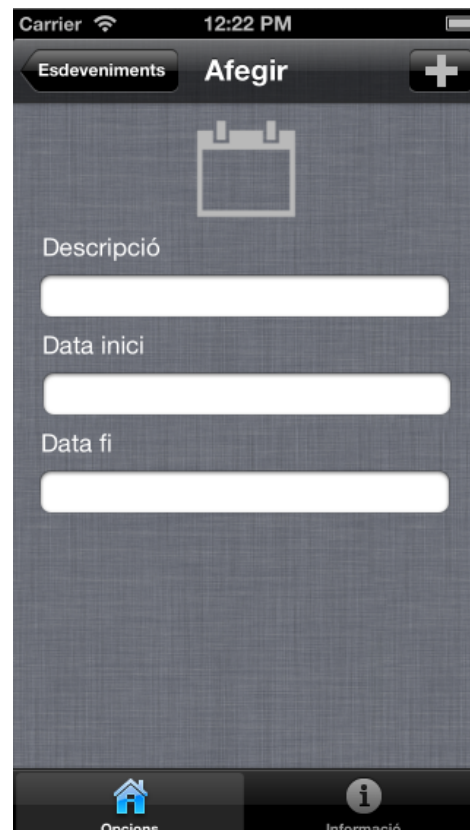 Carrier 12:22 PM
Esdeveniments Afegir
Descripció
Data inici
Data fi
Opcions Informació